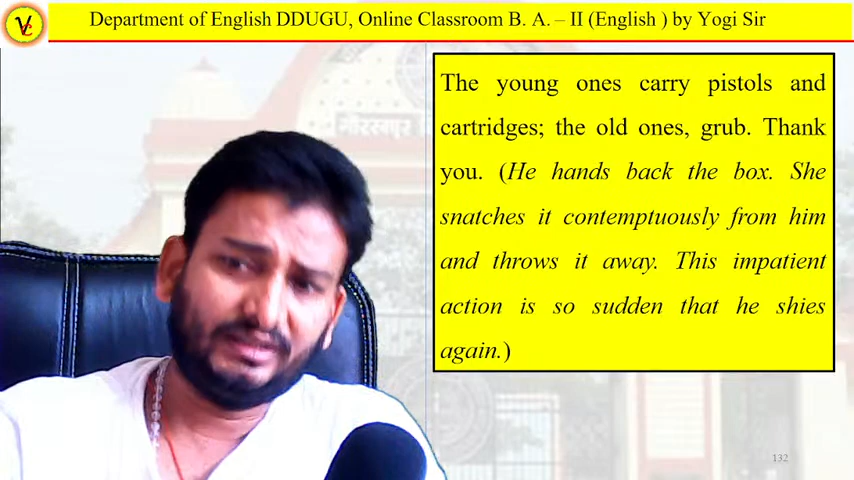 Department of English DDUGU, Online Classroom B. A. – II (English ) by Yogi Sir
The young ones carry pistols and
cartridges; the old ones, grub. Thank
you. (He hands back the box. She
snatches it contemptuously from him
and throws it away. This impatient
action is so sudden that he shies
again.)
132